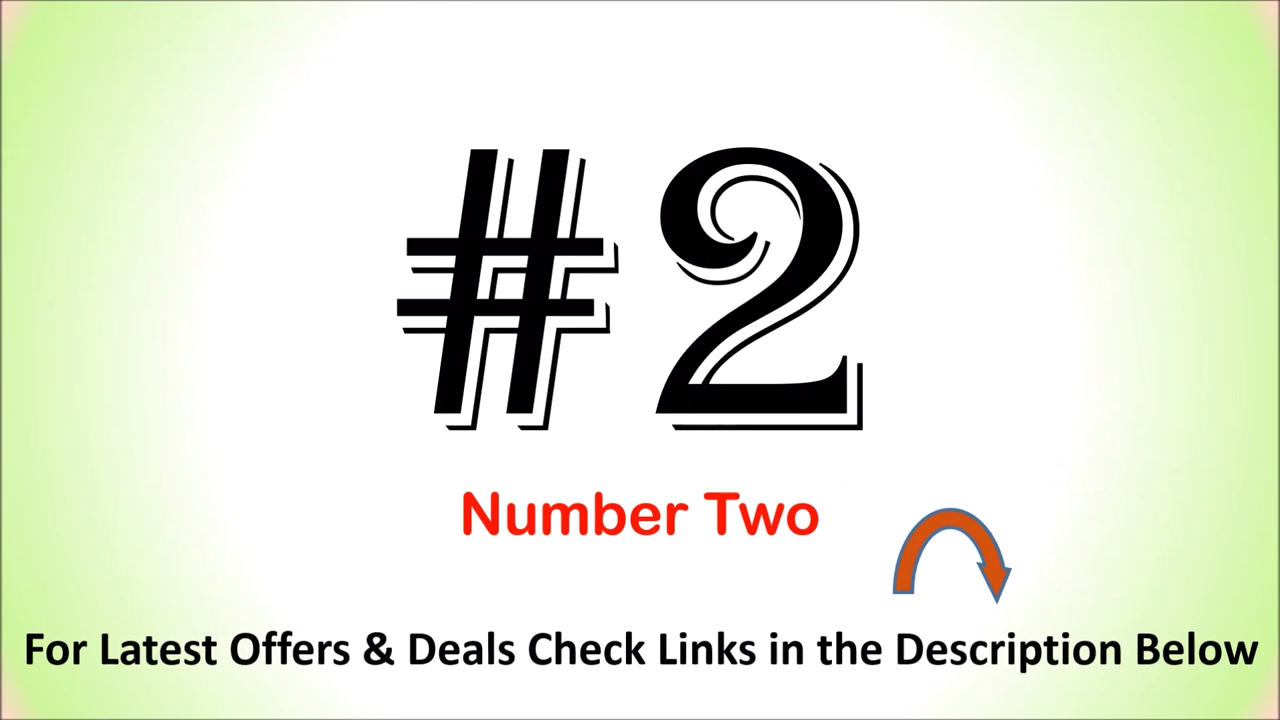 #2
Number Two
For Latest Offers & Deals Check Links in the Description Below